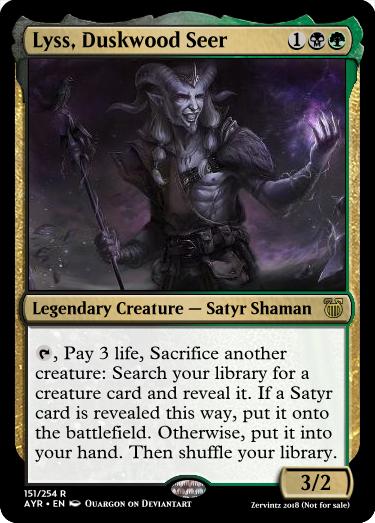 Lyss, Duskwood Seer 1
Legendary Creature — Satyr Shaman
, Pay 3 life, Sacrifice another
creature: Search your library for a
creature card and reveal it. If a Satyr
card is revealed this way, put it onto
the battlefield. Otherwise, put it into
your hand. Then shuffle your library.
3/2
151/254 R
AYR • EN Quargon on Deviantart
Zervintz 2018 (Not for sale)